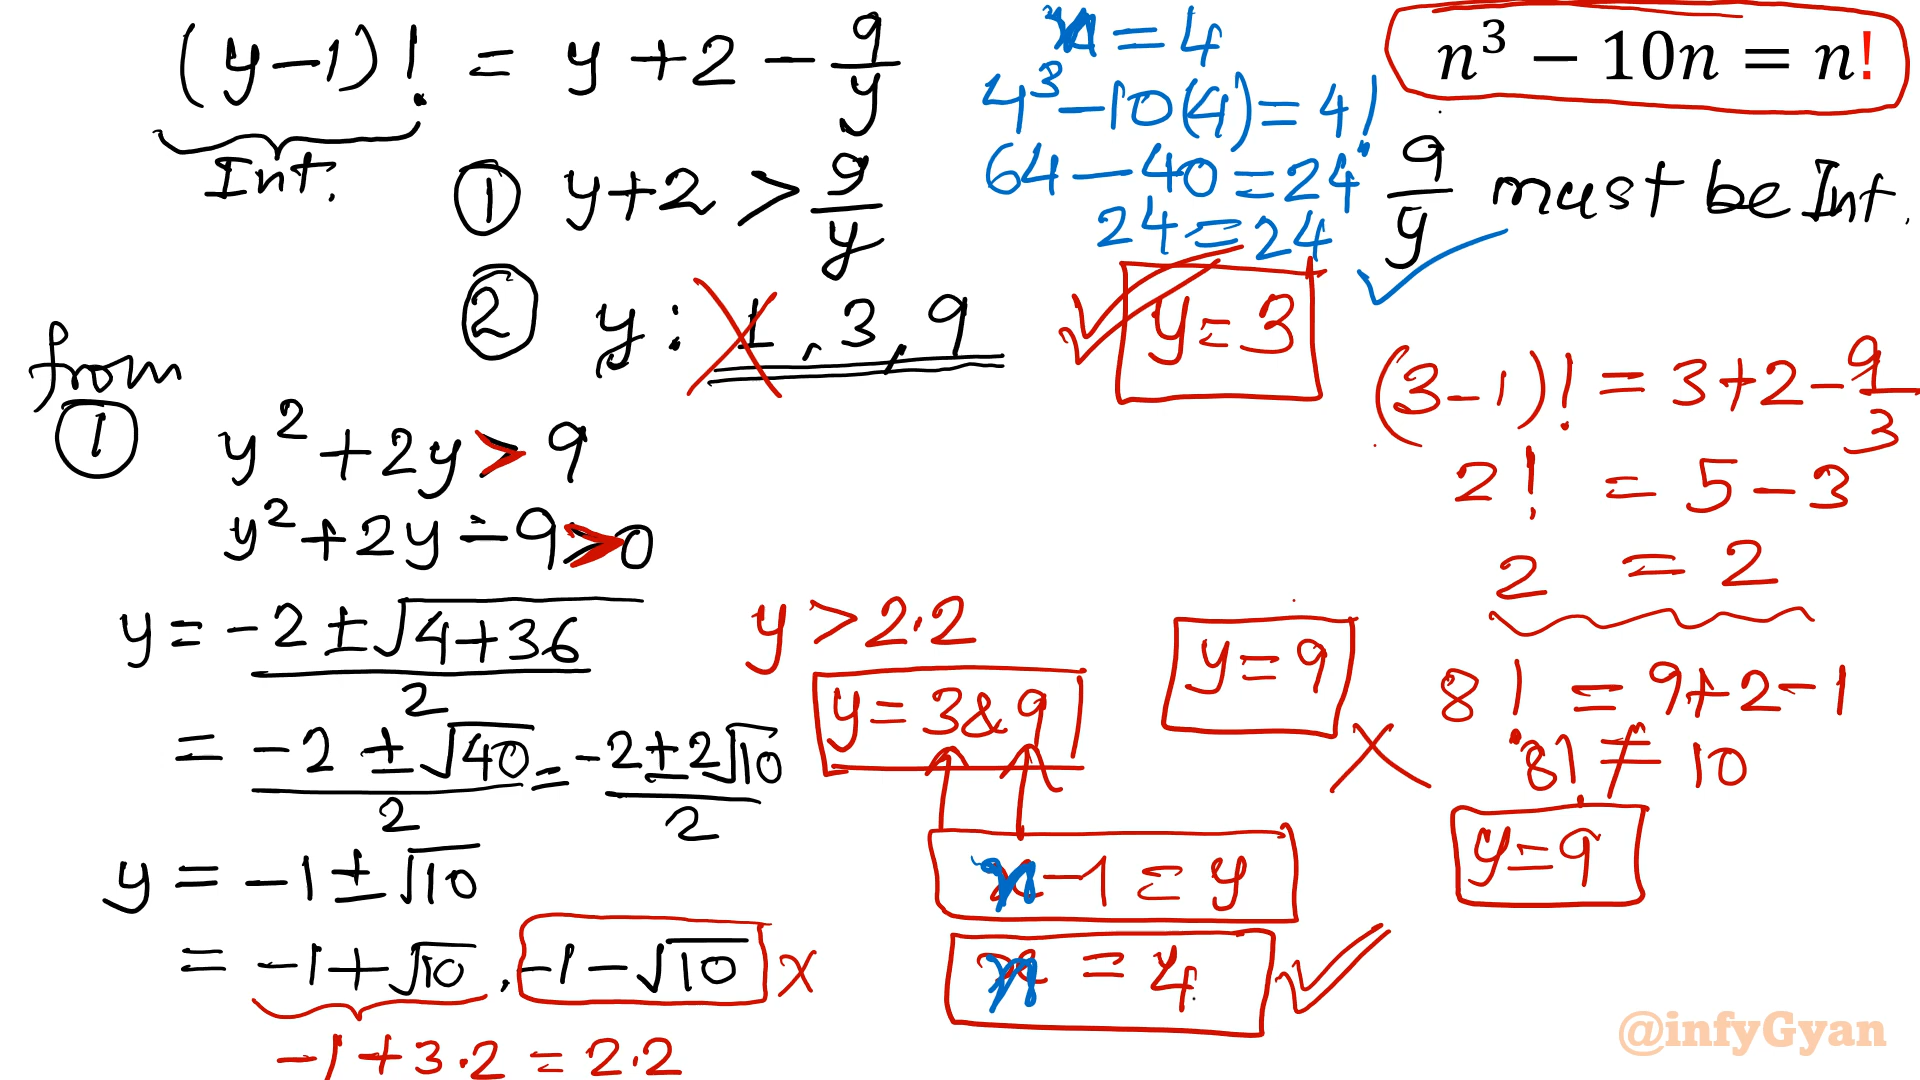 (y-1)! = y+2-9/y
Int.
① y+2 > 9/y
② y: 1, 3, 9
from ①
y²+2y > 9
y²+2y-9 > 0
y = -2±√(4+36)/2
= -2±√40/2 = -2±2√10/2
y = -1±√10
= -1+√10, -1-√10 x
-1+3.2 = 2.2
n = 4
4³-10(4) = 4!
64-40 = 24
24 = 24
y = 3
y > 2.2
y = 3&9
n-1 = y
n = 4
n³ − 10n = n!
9/y must be Int.
(3-1)! = 3+2-9/3
2! = 5-3
2 = 2
y = 9
8! = 9+2-1
8! ≠ 10
y = 9
@infyGyan